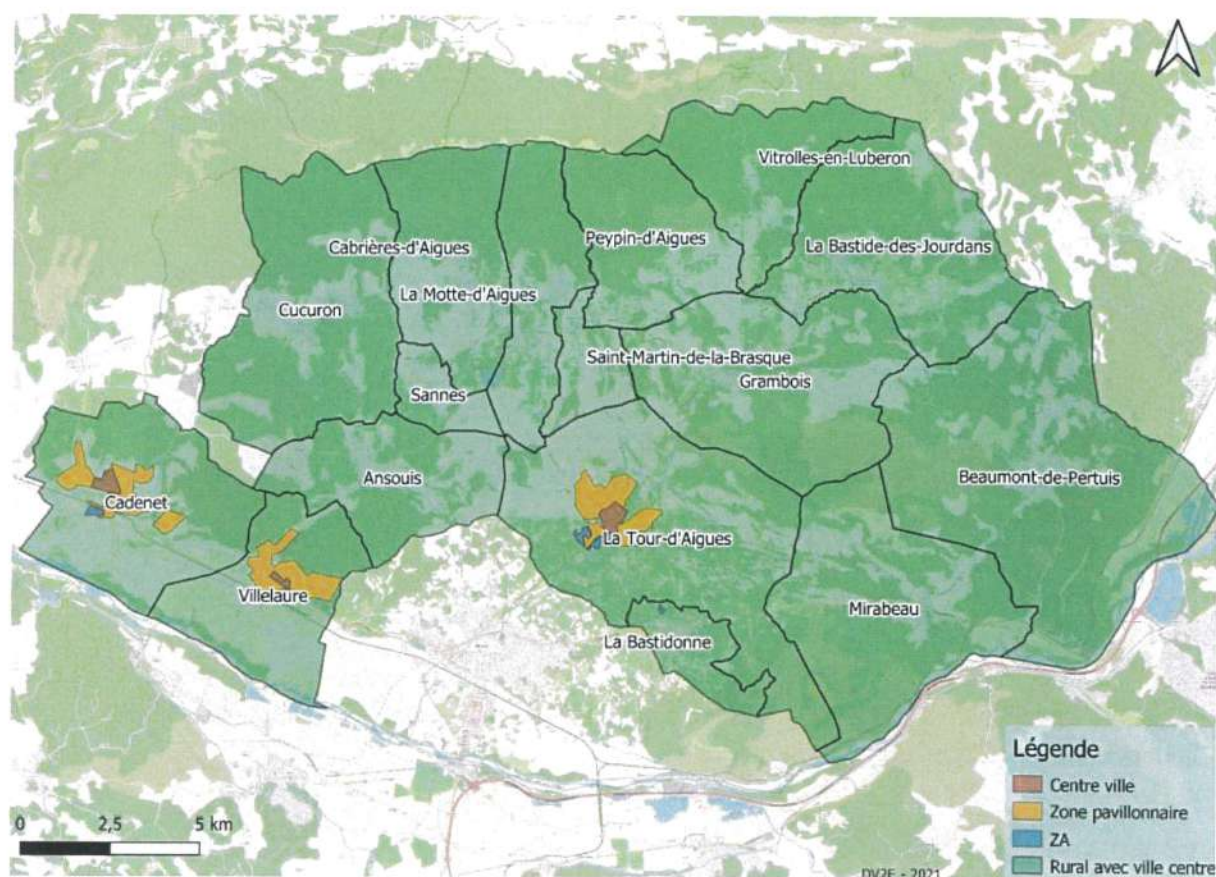 Vitrolles-en-Luberon
Cabrières-d'Aigues
Peypin-d'Aigues
La Bastide-des-Jourdans
Cucuron
La Motte-d'Aigues
Saint-Martin-de-la-Brasque
Grambois
Sannes
Ansouis
Beaumont-de-Pertuis
Cadenet
La Tour-d'Aigues
Villelaure
Mirabeau
La Bastidonne
Légende
Centre ville
Zone pavillonnaire
ZA
Rural avec ville centre
0 2,5 5 km
DV2E - 2021